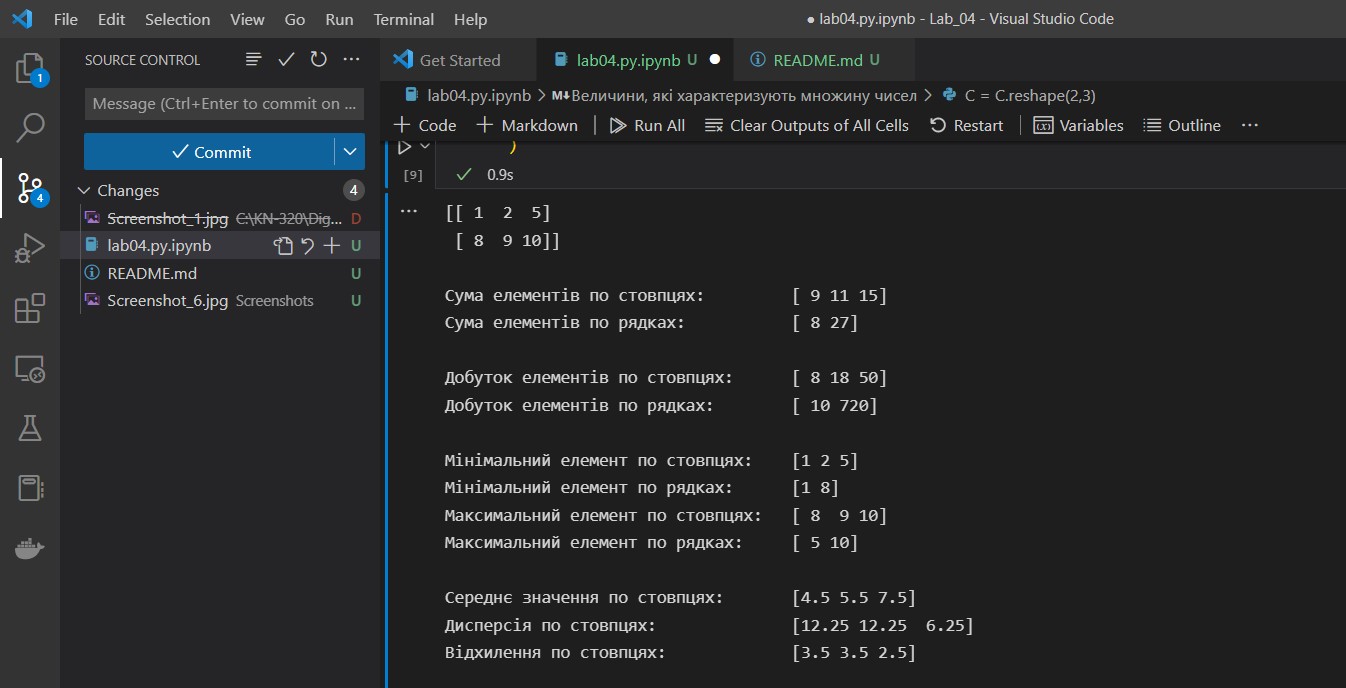 File Edit Selection View Go Run Terminal Help ● lab04.py.ipynb - Lab_04 - Visual Studio Code
SOURCE CONTROL
Message (Ctrl+Enter to commit on ...
Commit
Changes 4
Screenshot_1.jpg C:\KN-320\Dig... D
lab04.py.ipynb U
README.md U
Screenshot_6.jpg Screenshots U
1
4
Get Started lab04.py.ipynb U ● README.md U
lab04.py.ipynb > M↓Величини, які характеризують множину чисел > C = C.reshape(2,3)
+ Code + Markdown Run All Clear Outputs of All Cells Restart Variables Outline ...
)
[9] ✓ 0.9s
... [[ 1 2 5]
[ 8 9 10]]
Сума елементів по стовпцях: [ 9 11 15]
Сума елементів по рядках: [ 8 27]
Добуток елементів по стовпцях: [ 8 18 50]
Добуток елементів по рядках: [ 10 720]
Мінімальний елемент по стовпцях: [1 2 5]
Мінімальний елемент по рядках: [1 8]
Максимальний елемент по стовпцях: [ 8 9 10]
Максимальний елемент по рядках: [ 5 10]
Середнє значення по стовпцях: [4.5 5.5 7.5]
Дисперсія по стовпцях: [12.25 12.25 6.25]
Відхилення по стовпцях: [3.5 3.5 2.5]